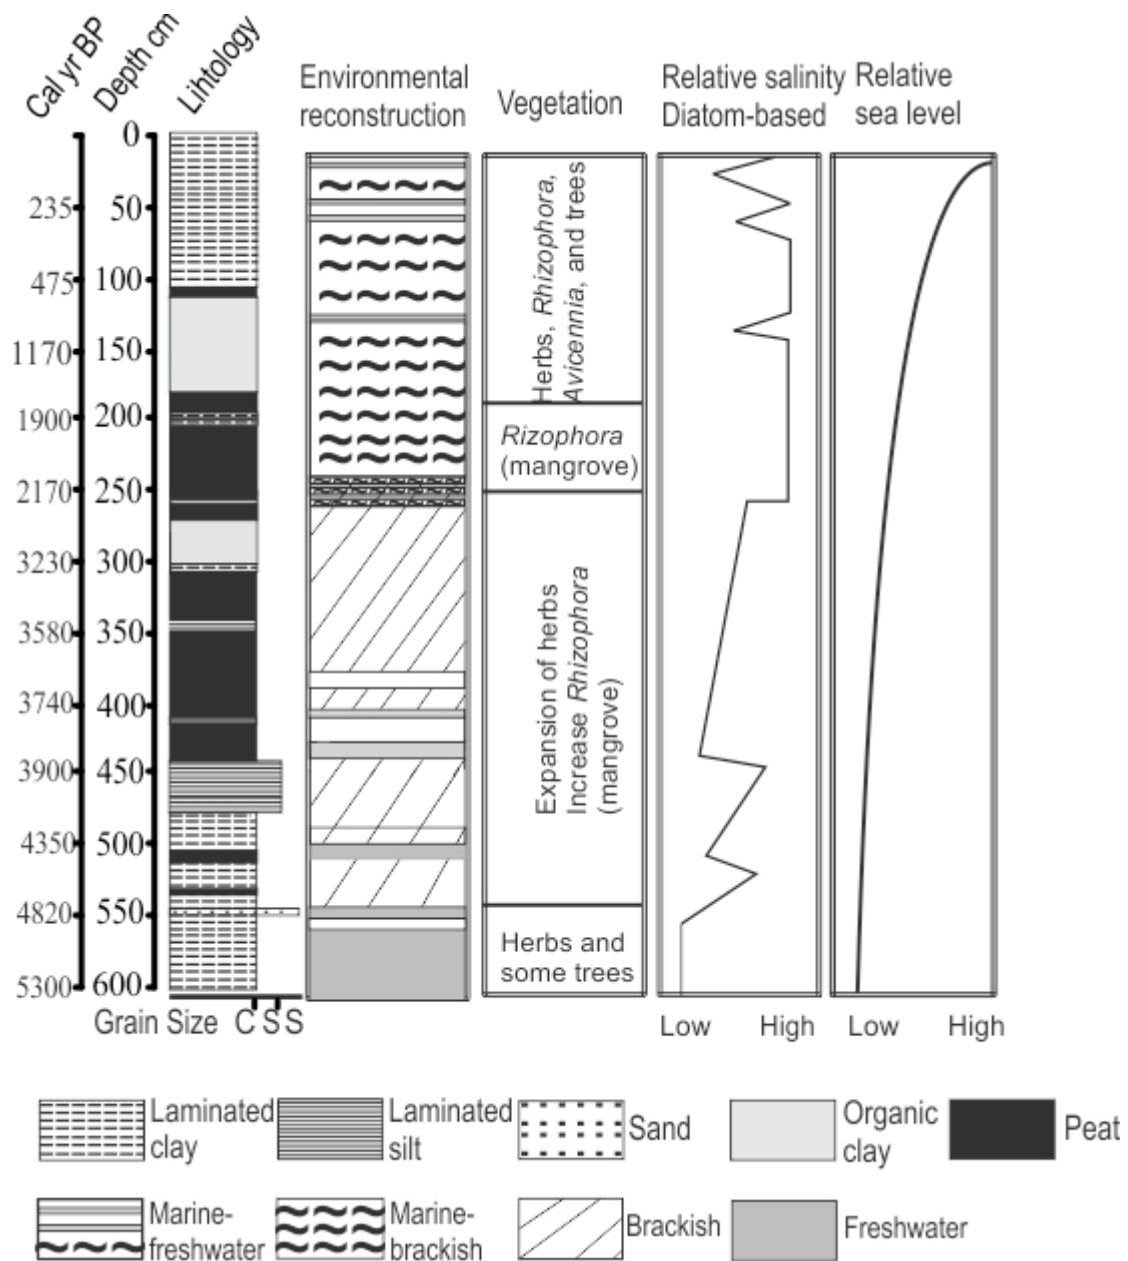 Cal yr BP
Depth cm
Lihtology
Environmental
reconstruction
Vegetation
Relative salinity
Diatom-based
Relative
sea level
0
235
50
475
100
1170
150
1900
200
2170
250
3230
300
3580
350
3740
400
3900
450
4350
500
4820
550
5300
600
Grain Size C S S
Herbs, Rhizophora,
Avicennia, and trees
Rizophora
(mangrove)
Expansion of herbs
Increase Rhizophora
(mangrove)
Herbs and
some trees
Low High
Low High
Laminated
clay
Laminated
silt
Sand
Organic
clay
Peat
Marine-
freshwater
Marine-
brackish
Brackish
Freshwater